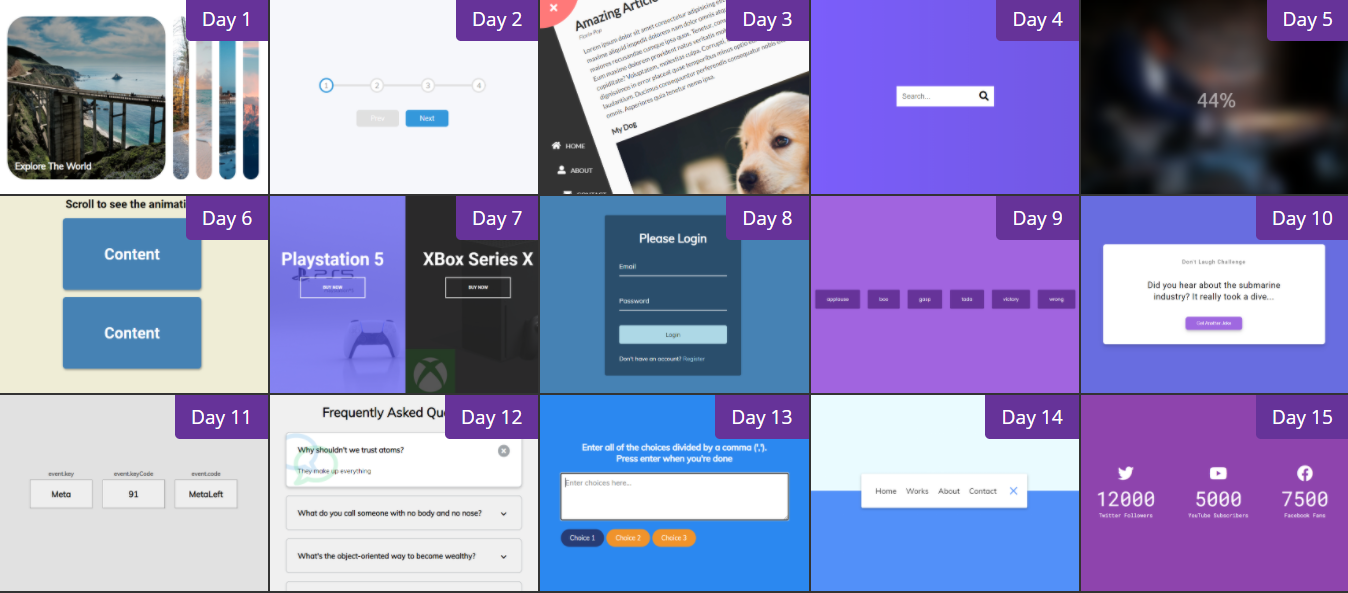 Day 1
Explore The World
Day 2
1 2 3 4
Prev Next
Day 3
Amazing Article
Lorem ipsum dolor sit amet consectetur adipisicing
My Dog
HOME
ABOUT
CONTACT
Day 4
Search...
Day 5
44%
Day 6
Scroll to see the animati
Content
Content
Day 7
Playstation 5
BUY NOW
XBox Series X
BUY NOW
Day 8
Please Login
Email
Password
Login
Don't have an account? Register
Day 9
applause boo gasp tada victory wrong
Day 10
Don't Laugh Challenge
Did you hear about the submarine
industry? It really took a dive...
Get Another Joke
Day 11
event.key event.keyCode event.code
Meta 91 MetaLeft
Day 12
Frequently Asked Qu
Why shouldn't we trust atoms?
They make up everything
What do you call someone with no body and no nose?
What's the object-oriented way to become wealthy?
Day 13
Enter all of the choices divided by a comma (',').
Press enter when you're done
Enter choices here...
Choice 1 Choice 2 Choice 3
Day 14
Home Works About Contact
Day 15
12000 5000 7500
Twitter Followers YouTube Subscribers Facebook Fans